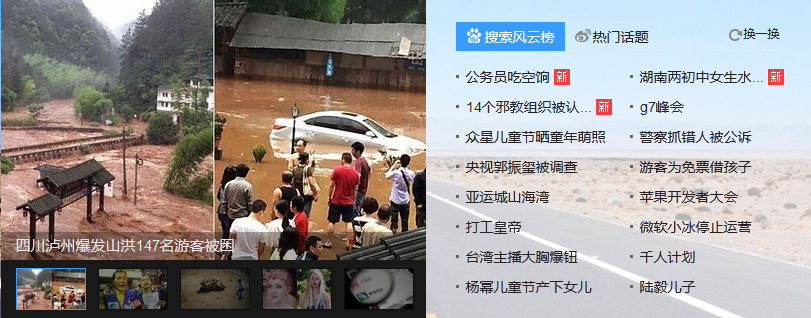 搜索风云榜 热门话题 换一换
公务员吃空饷 新 湖南两初中女生水... 新
14个邪教组织被认... 新 g7峰会
众星儿童节晒童年萌照 警察抓错人被公诉
央视郭振玺被调查 游客为免票借孩子
亚运城山海湾 苹果开发者大会
打工皇帝 微软小冰停止运营
台湾主播大胸爆钮 千人计划
杨幂儿童节产下女儿 陆毅儿子
四川泸州爆发山洪147名游客被困